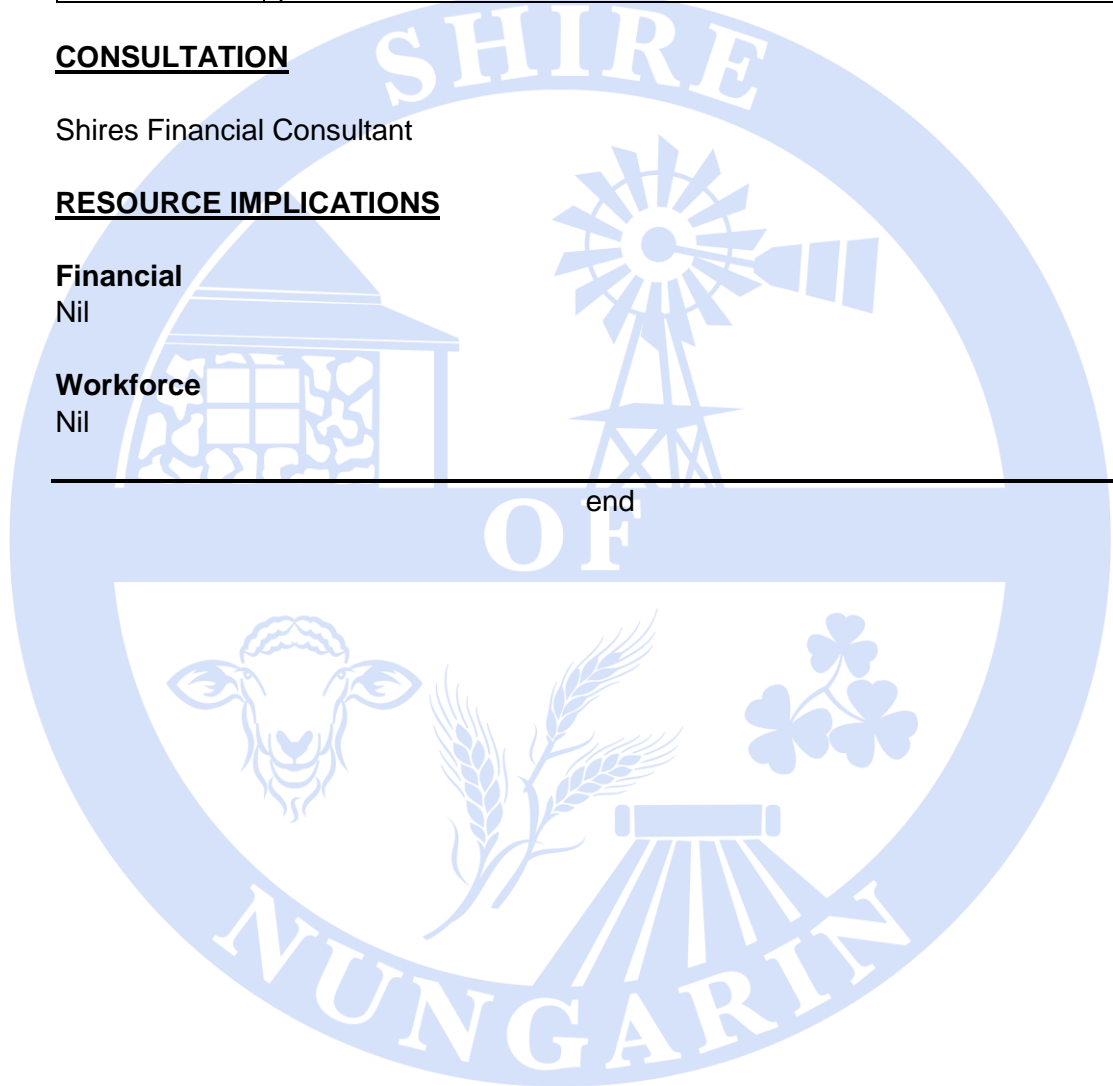 CONSULTATION
Shires Financial Consultant
RESOURCE IMPLICATIONS
Financial
Nil
Workforce
Nil
end
SHIRE
OF
NUNGARIN